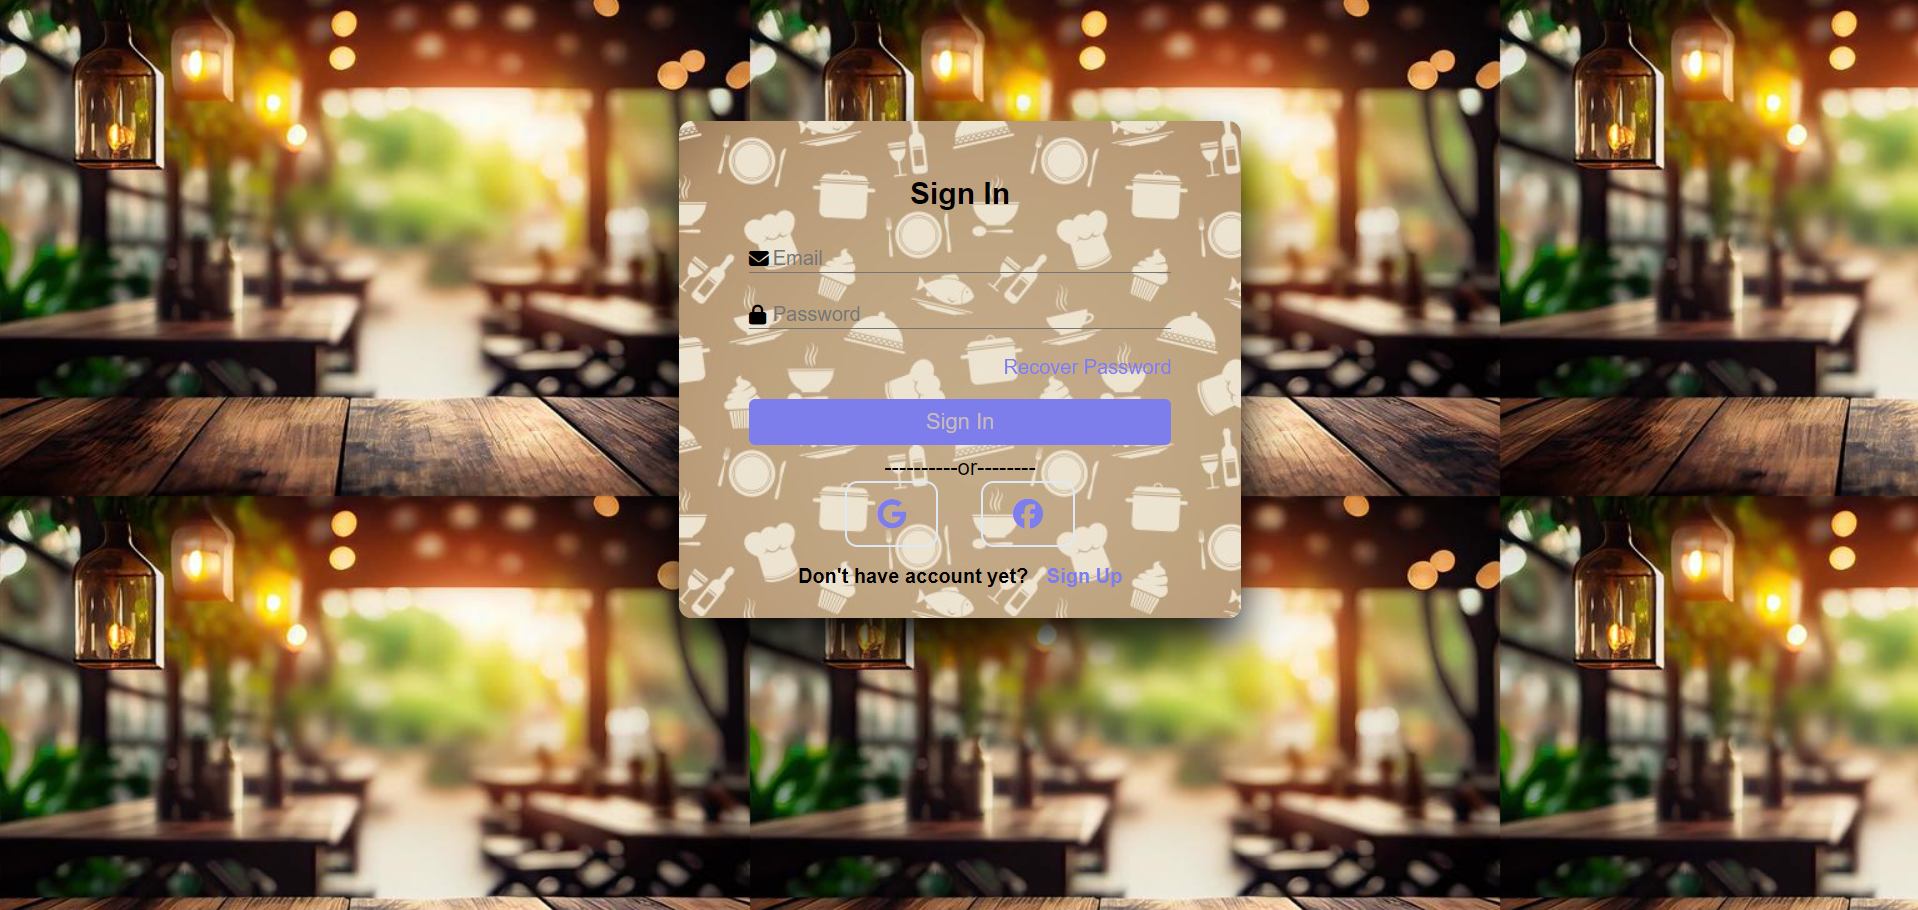 Sign In
Email
Password
Recover Password
Sign In
----------or--------
Don't have account yet? Sign Up